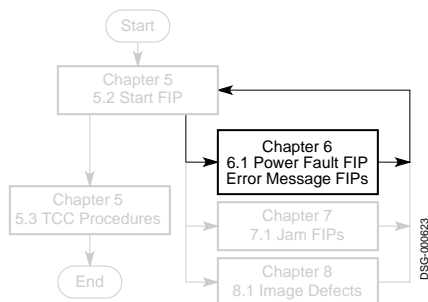 Start
Chapter 5
5.2 Start FIP
Chapter 6
6.1 Power Fault FIP
Error Message FIPs
Chapter 5
5.3 TCC Procedures
Chapter 7
7.1 Jam FIPs
End
Chapter 8
8.1 Image Defects
DSG-000623